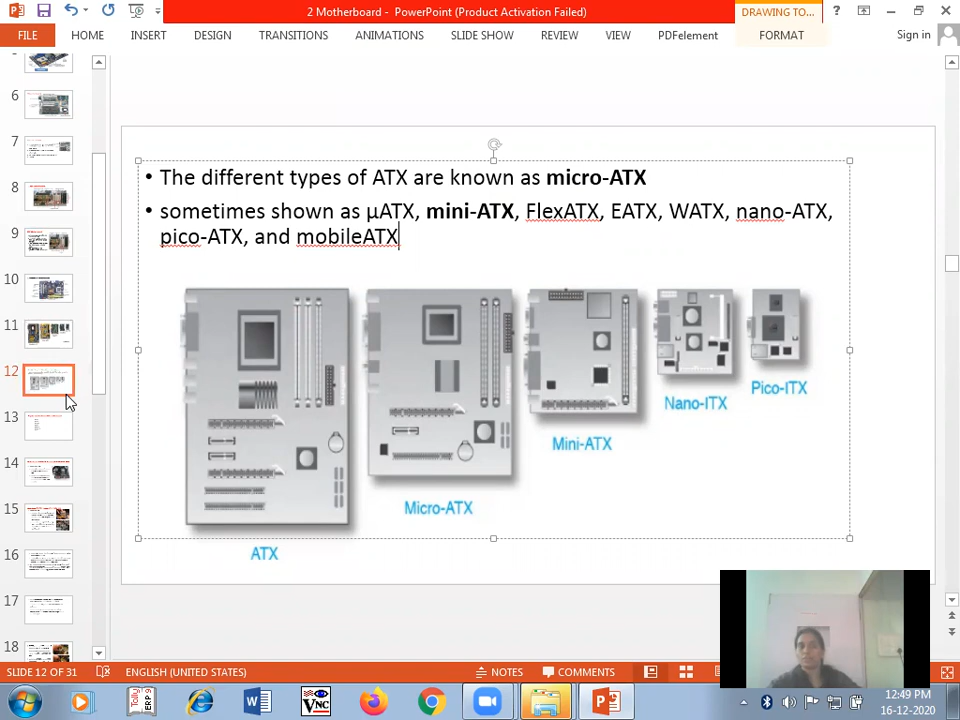 2 Motherboard - PowerPoint (Product Activation Failed)
DRAWING TO...
?
FILE
HOME
INSERT
DESIGN
TRANSITIONS
ANIMATIONS
SLIDE SHOW
REVIEW
VIEW
PDFelement
FORMAT
Sign in
6
7
8
9
10
11
12
13
14
15
16
17
18
• The different types of ATX are known as micro-ATX
• sometimes shown as µATX, mini-ATX, FlexATX, EATX, WATX, nano-ATX,
pico-ATX, and mobileATX
ATX
Micro-ATX
Mini-ATX
Nano-ITX
Pico-ITX
SLIDE 12 OF 31
ENGLISH (UNITED STATES)
NOTES
COMMENTS
Tally
ERP 9
VNC
12:49 PM
16-12-2020